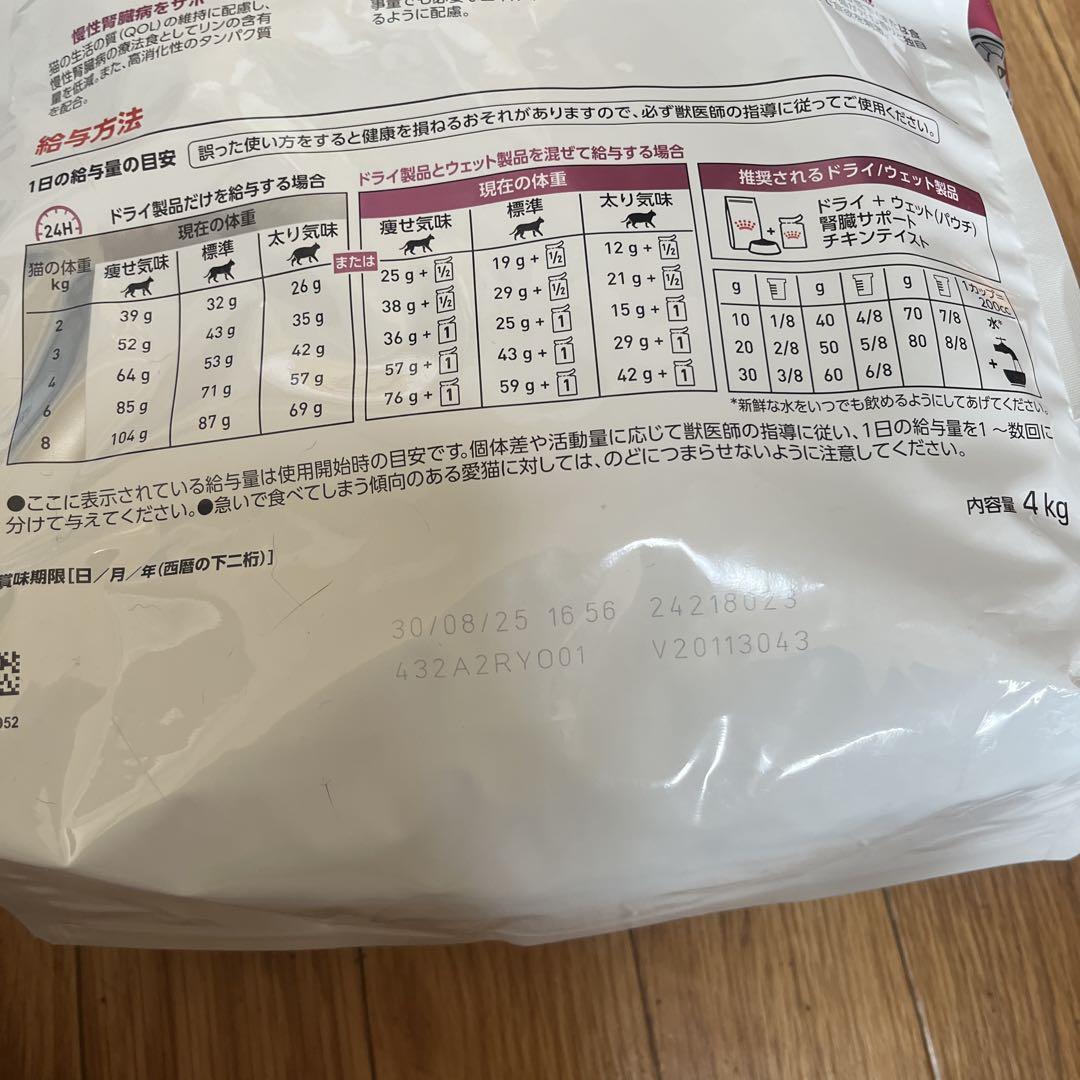 慢性腎臓病をサポ
猫の生活の質(QOL)の維持に配慮し、
慢性腎臓病の療法食としてリンの含有
量を低減。また、高消化性のタンパク質
を配合。
るように配慮。
給与方法
1日の給与量の目安
誤った使い方をすると健康を損ねるおそれがありますので、必ず獣医師の指導に従ってご使用ください。
24H
ドライ製品だけを給与する場合
現在の体重
猫の体重 kg 痩せ気味 標準 太り気味
2 39 g 32 g 26 g
3 52 g 43 g 35 g
4 64 g 53 g 42 g
6 85 g 71 g 57 g
8 104 g 87 g 69 g
または
ドライ製品とウェット製品を混ぜて給与する場合
現在の体重
痩せ気味 標準 太り気味
25 g + 1/2 19 g + 1/2 12 g + 1/2
38 g + 1/2 29 g + 1/2 21 g + 1/2
36 g + 1 25 g + 1 15 g + 1
57 g + 1 43 g + 1 29 g + 1
76 g + 1 59 g + 1 42 g + 1
推奨されるドライ/ウェット製品
ドライ + ウェット(パウチ)
腎臓サポート
チキンテイスト
g g g 1カップ=200cc
10 1/8 40 4/8 70 7/8 水*
20 2/8 50 5/8 80 8/8 +
30 3/8 60 6/8
*新鮮な水をいつでも飲めるようにしてあげてください。
●ここに表示されている給与量は使用開始時の目安です。個体差や活動量に応じて獣医師の指導に従い、1日の給与量を1～数回に
分けて与えてください。●急いで食べてしまう傾向のある愛猫に対しては、のどにつまらせないように注意してください。
内容量 4 kg
賞味期限[日/月/年(西暦の下二桁)]
30/08/25 16 56 24218023
432A2RY001 V20113043
952